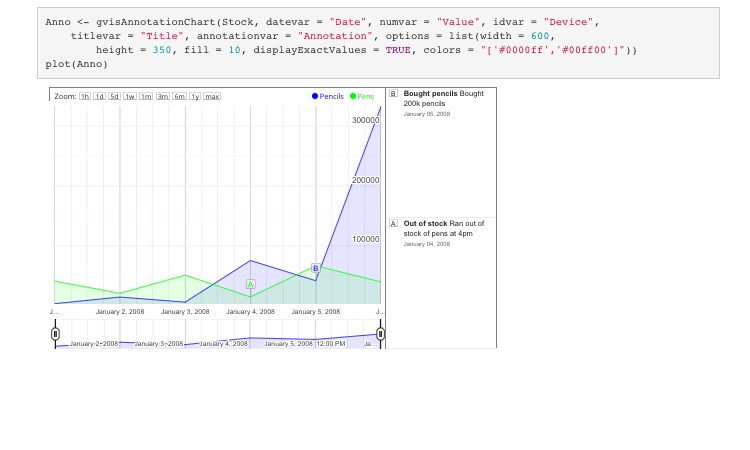 Anno <- gvisAnnotationChart(Stock, datevar = "Date", numvar = "Value", idvar = "Device",
titlevar = "Title", annotationvar = "Annotation", options = list(width = 600,
height = 350, fill = 10, displayExactValues = TRUE, colors = "['#0000ff','#00ff00']"))
plot(Anno)
Zoom: 1h 1d 5d 1w 1m 3m 6m 1y max
Pencils Pens
B Bought pencils Bought
200k pencils
January 05, 2008
300000
200000
100000
A Out of stock Ran out of
stock of pens at 4pm
January 04, 2008
B
A
J... January 2, 2008 January 3, 2008 January 4, 2008 January 5, 2008 J...
January 2, 2008 January 3, 2008 January 4, 2008 January 5, 2008 12:00 PM Ja...